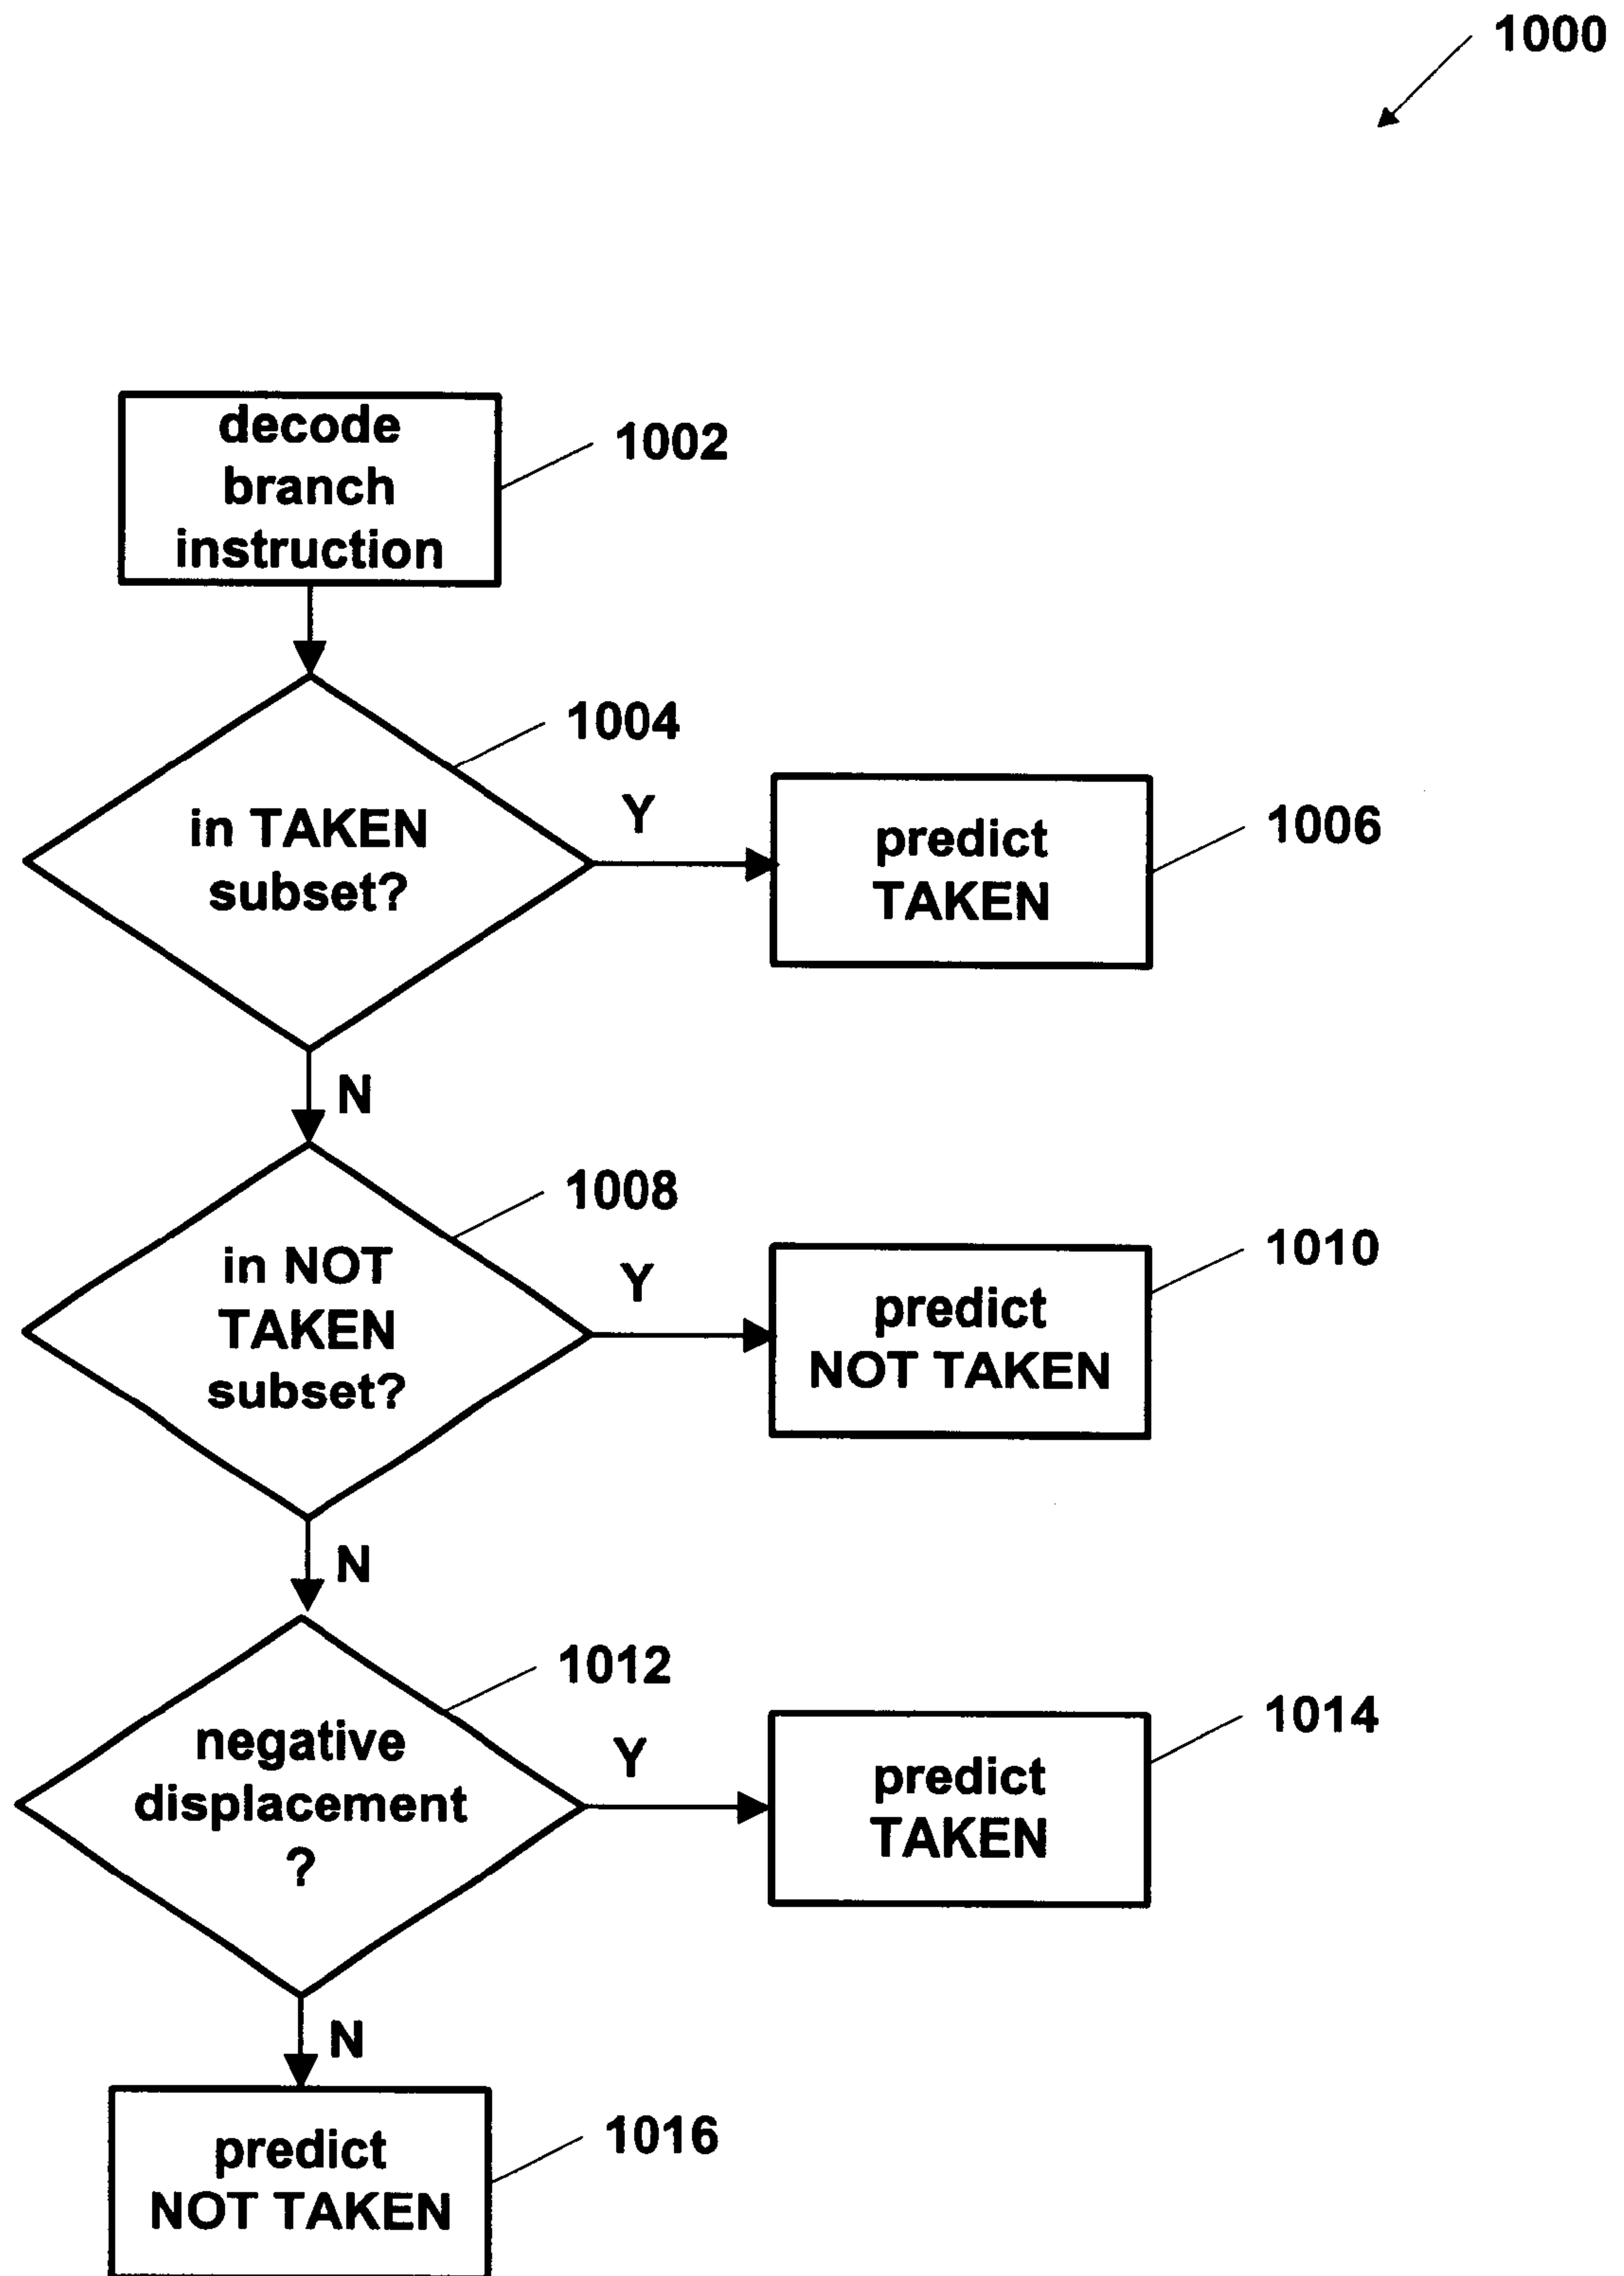 1000
decode
branch
instruction
1002
1004
in TAKEN
subset?
Y
predict
TAKEN
1006
N
1008
in NOT
TAKEN
subset?
Y
predict
NOT TAKEN
1010
N
1012
negative
displacement
?
Y
predict
TAKEN
1014
N
predict
NOT TAKEN
1016